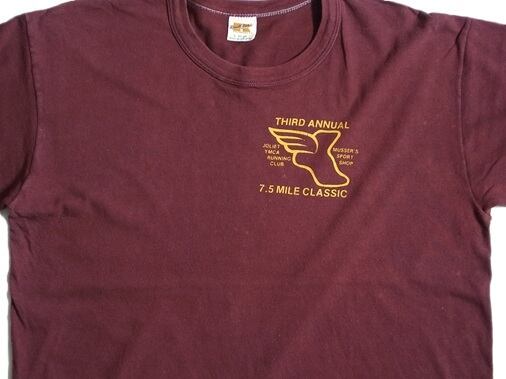 THIRD ANNUAL
JOLIET
YMCA
RUNNING
CLUB
MUSSER'S
SPORT
SHOP
7.5 MILE CLASSIC